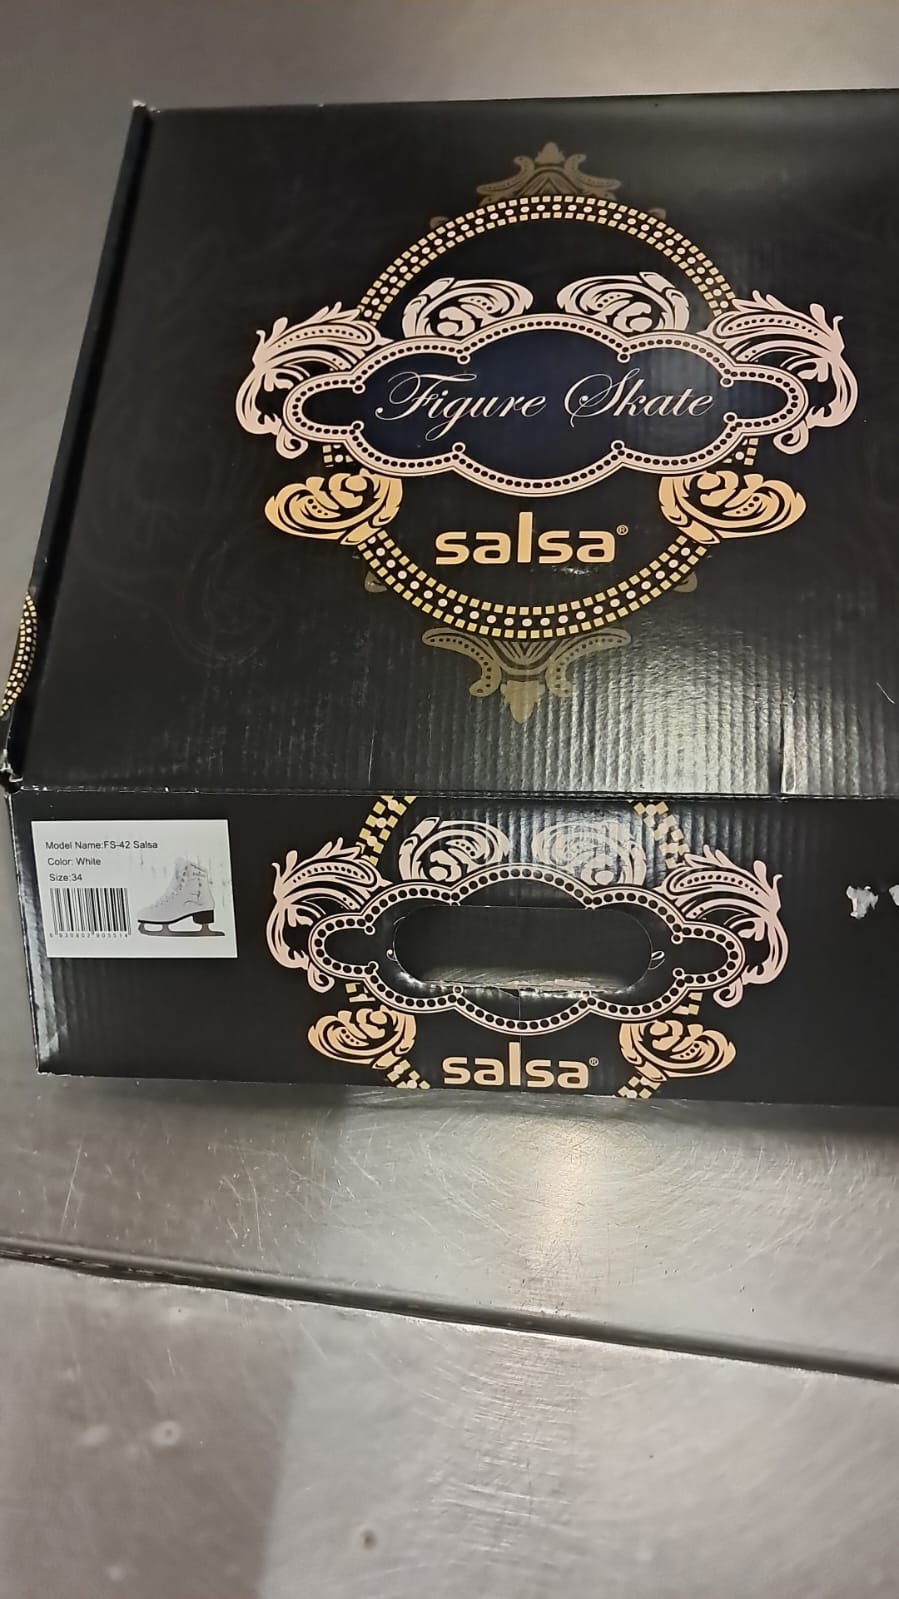 Figure Skate
salsa®
Model Name:FS-42 Salsa
Color: White
Size:34
salsa®